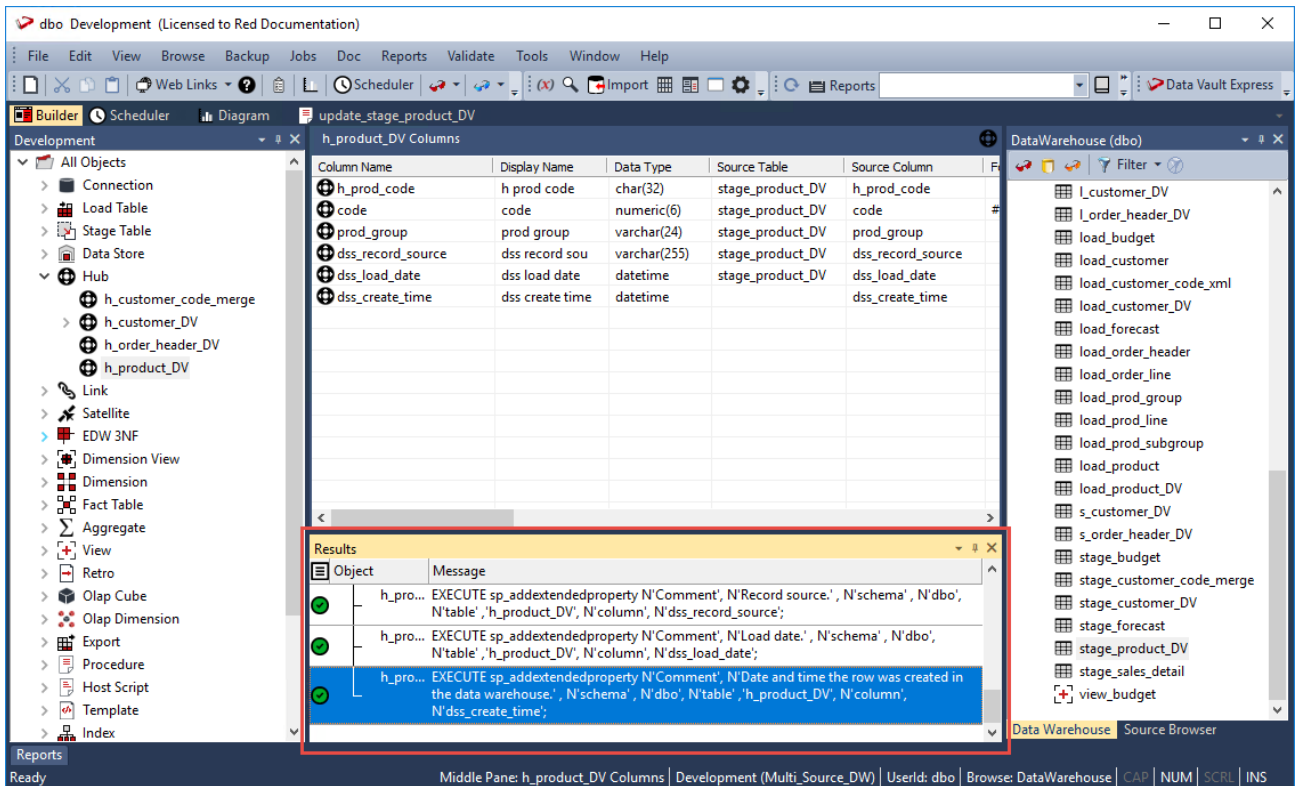 dbo Development (Licensed to Red Documentation)
File Edit View Browse Backup Jobs Doc Reports Validate Tools Window Help
Web Links Scheduler (x) Import Reports Data Vault Express
Builder Scheduler Diagram update_stage_product_DV
Development
All Objects
Connection
Load Table
Stage Table
Data Store
Hub
h_customer_code_merge
h_customer_DV
h_order_header_DV
h_product_DV
Link
Satellite
EDW 3NF
Dimension View
Dimension
Fact Table
Aggregate
View
Retro
Olap Cube
Olap Dimension
Export
Procedure
Host Script
Template
Index
h_product_DV Columns
Column Name Display Name Data Type Source Table Source Column
h_prod_code h prod code char(32) stage_product_DV h_prod_code
code code numeric(6) stage_product_DV code #
prod_group prod group varchar(24) stage_product_DV prod_group
dss_record_source dss record sou varchar(255) stage_product_DV dss_record_source
dss_load_date dss load date datetime stage_product_DV dss_load_date
dss_create_time dss create time datetime dss_create_time
Results
Object Message
h_pro... EXECUTE sp_addextendedproperty N'Comment', N'Record source.' , N'schema' , N'dbo',
N'table' ,'h_product_DV', N'column', N'dss_record_source';
h_pro... EXECUTE sp_addextendedproperty N'Comment', N'Load date.' , N'schema' , N'dbo',
N'table' ,'h_product_DV', N'column', N'dss_load_date';
h_pro... EXECUTE sp_addextendedproperty N'Comment', N'Date and time the row was created in
the data warehouse.' , N'schema' , N'dbo', N'table' ,'h_product_DV', N'column',
N'dss_create_time';
DataWarehouse (dbo)
Filter
l_customer_DV
l_order_header_DV
load_budget
load_customer
load_customer_code_xml
load_customer_DV
load_forecast
load_order_header
load_order_line
load_prod_group
load_prod_line
load_prod_subgroup
load_product
load_product_DV
s_customer_DV
s_order_header_DV
stage_budget
stage_customer_code_merge
stage_customer_DV
stage_forecast
stage_product_DV
stage_sales_detail
view_budget
Data Warehouse Source Browser
Reports
Ready Middle Pane: h_product_DV Columns Development (Multi_Source_DW) UserId: dbo Browse: DataWarehouse CAP NUM SCRL INS